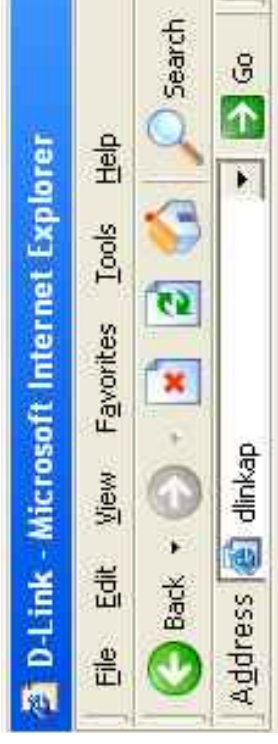 D-Link - Microsoft Internet Explorer
File Edit View Favorites Tools Help
Back Search
Address dlinkap Go